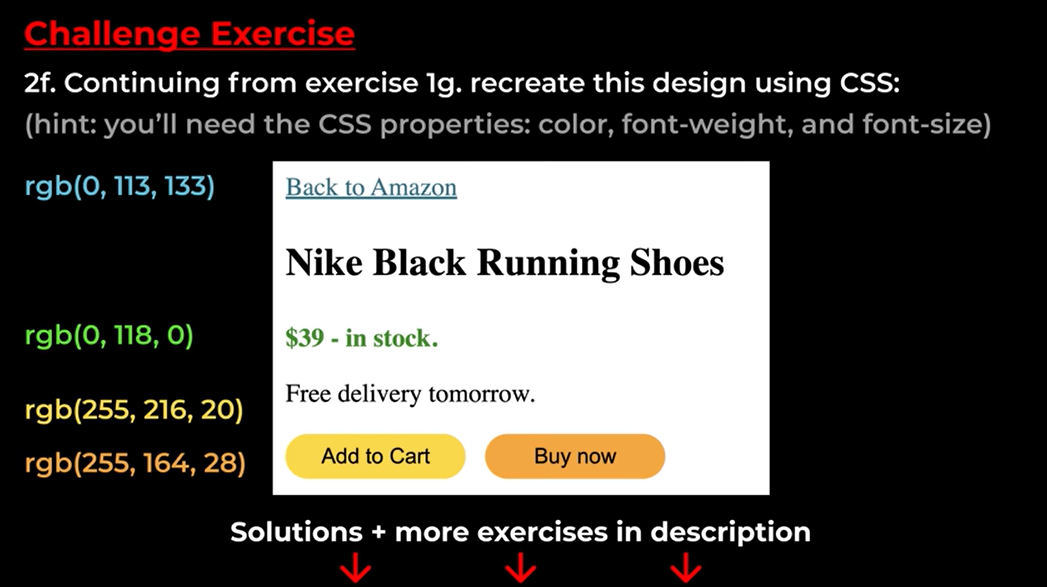 Challenge Exercise
2f. Continuing from exercise 1g. recreate this design using CSS:
(hint: you’ll need the CSS properties: color, font-weight, and font-size)
rgb(0, 113, 133)
Back to Amazon
Nike Black Running Shoes
rgb(0, 118, 0)
$39 - in stock.
Free delivery tomorrow.
rgb(255, 216, 20)
rgb(255, 164, 28)
Add to Cart
Buy now
Solutions + more exercises in description